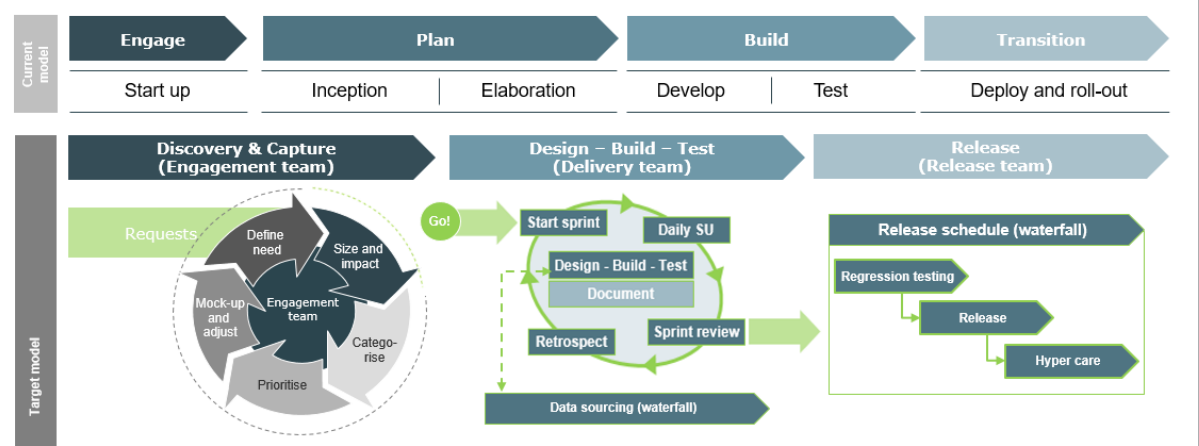 Current
model
Engage
Plan
Build
Transition
Start up
Inception
Elaboration
Develop
Test
Deploy and roll-out
Target model
Discovery & Capture
(Engagement team)
Design – Build – Test
(Delivery team)
Release
(Release team)
Requests
Define
need
Size and
impact
Catego-
rise
Prioritise
Mock-up
and
adjust
Engagement
team
Go!
Start sprint
Daily SU
Design - Build - Test
Document
Sprint review
Retrospect
Data sourcing (waterfall)
Release schedule (waterfall)
Regression testing
Release
Hyper care